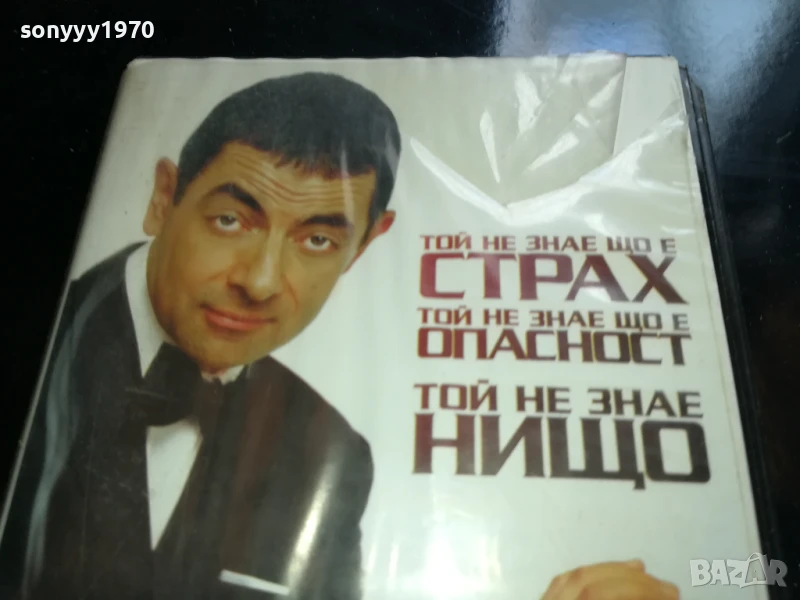 sonyyy1970
ТОЙ НЕ ЗНАЕ ЩО Е
СТРАХ
ТОЙ НЕ ЗНАЕ ЩО Е
ОПАСНОСТ
ТОЙ НЕ ЗНАЕ
НИЩО
BAZAR